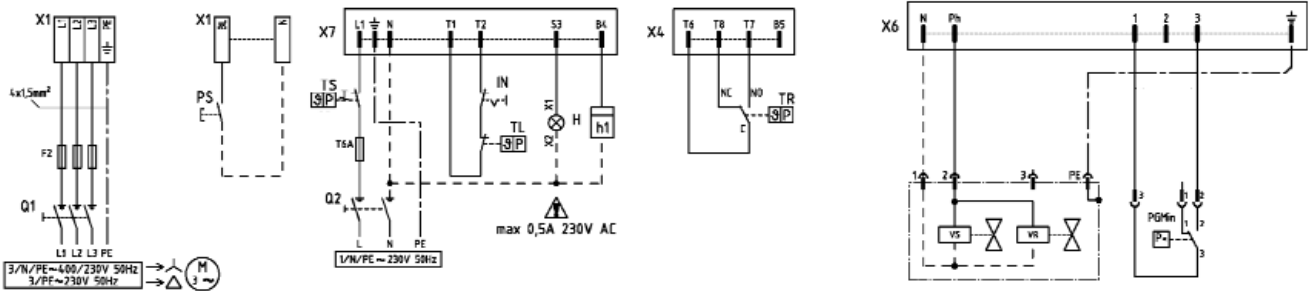 X1
L1 L2 L3
4x1,5mm²
F2
Q1
L1 L2 L3 PE
3/N/PE~400/230V 50Hz
3/PE~230V 50Hz
M
3 ~
X1
N
PS
X7
L1 N T1 T2 S3 B4
TS
P
IN
TL
P
X1
X2
H
h1
T6A
Q2
L N PE
1/N/PE ~ 230V 50Hz
max 0,5A 230V AC
X4
T6 T8 T7 B5
NC NO
TR
P
C
X6
N Ph 1 2 3
1 2 3 PE
VS
VR
3 1 2
PGMin
1 2
3